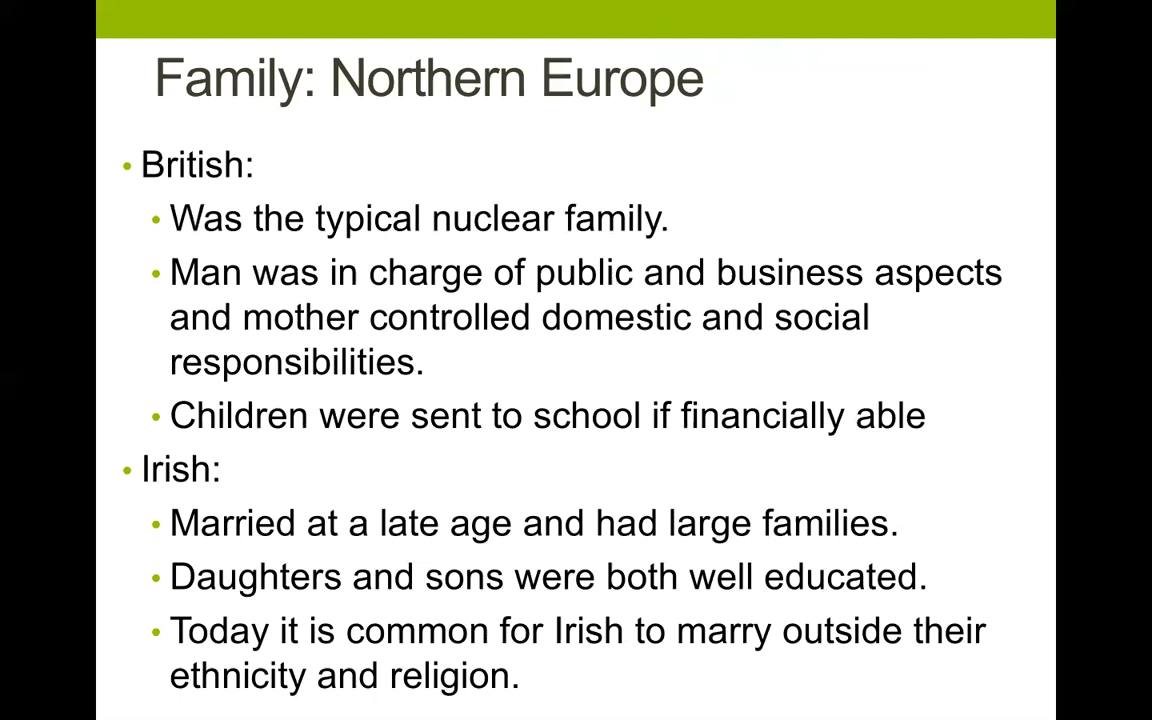 Family: Northern Europe
• British:
• Was the typical nuclear family.
• Man was in charge of public and business aspects
and mother controlled domestic and social
responsibilities.
• Children were sent to school if financially able
• Irish:
• Married at a late age and had large families.
• Daughters and sons were both well educated.
• Today it is common for Irish to marry outside their
ethnicity and religion.